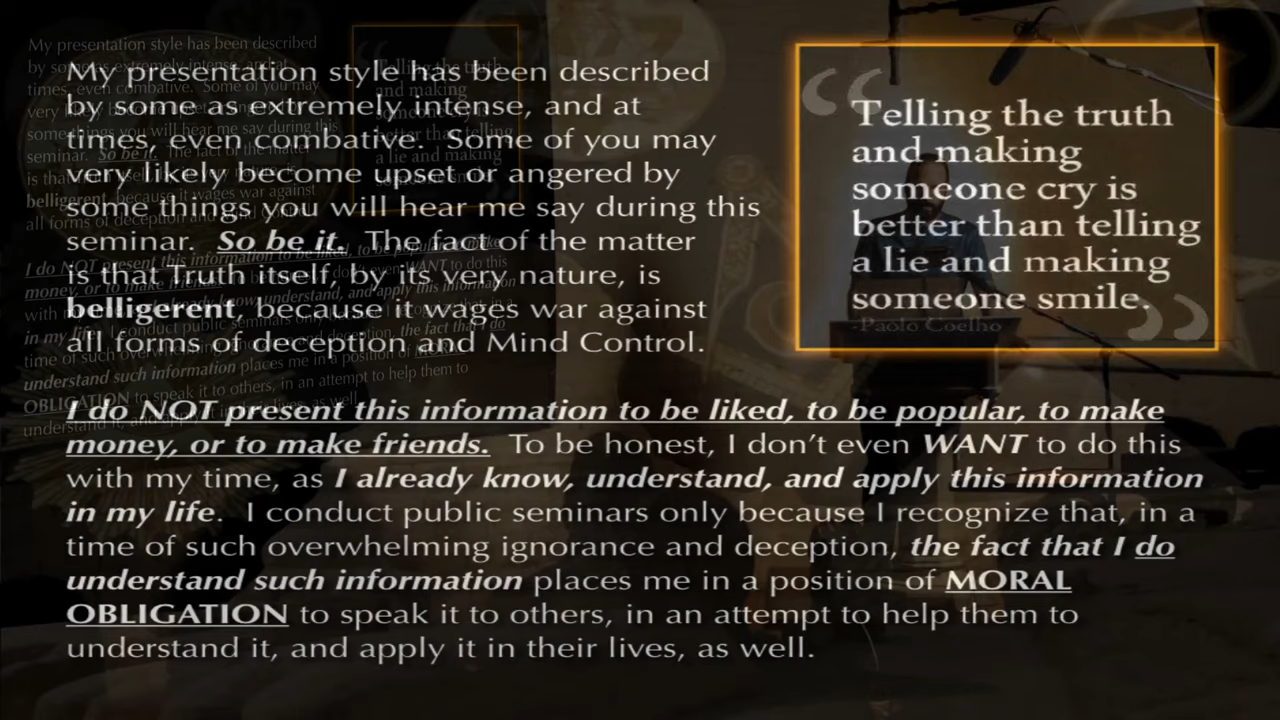 My presentation style has been described
by some as extremely intense, and at
times, even combative. Some of you may
very likely become upset or angered by
some things you will hear me say during this
seminar. So be it. The fact of the matter
is that Truth itself, by its very nature, is
belligerent, because it wages war against
all forms of deception and Mind Control.
“Telling the truth
and making
someone cry is
better than telling
a lie and making
someone smile.”
-Paolo Coelho
I do NOT present this information to be liked, to be popular, to make
money, or to make friends. To be honest, I don’t even WANT to do this
with my time, as I already know, understand, and apply this information
in my life. I conduct public seminars only because I recognize that, in a
time of such overwhelming ignorance and deception, the fact that I do
understand such information places me in a position of MORAL
OBLIGATION to speak it to others, in an attempt to help them to
understand it, and apply it in their lives, as well.